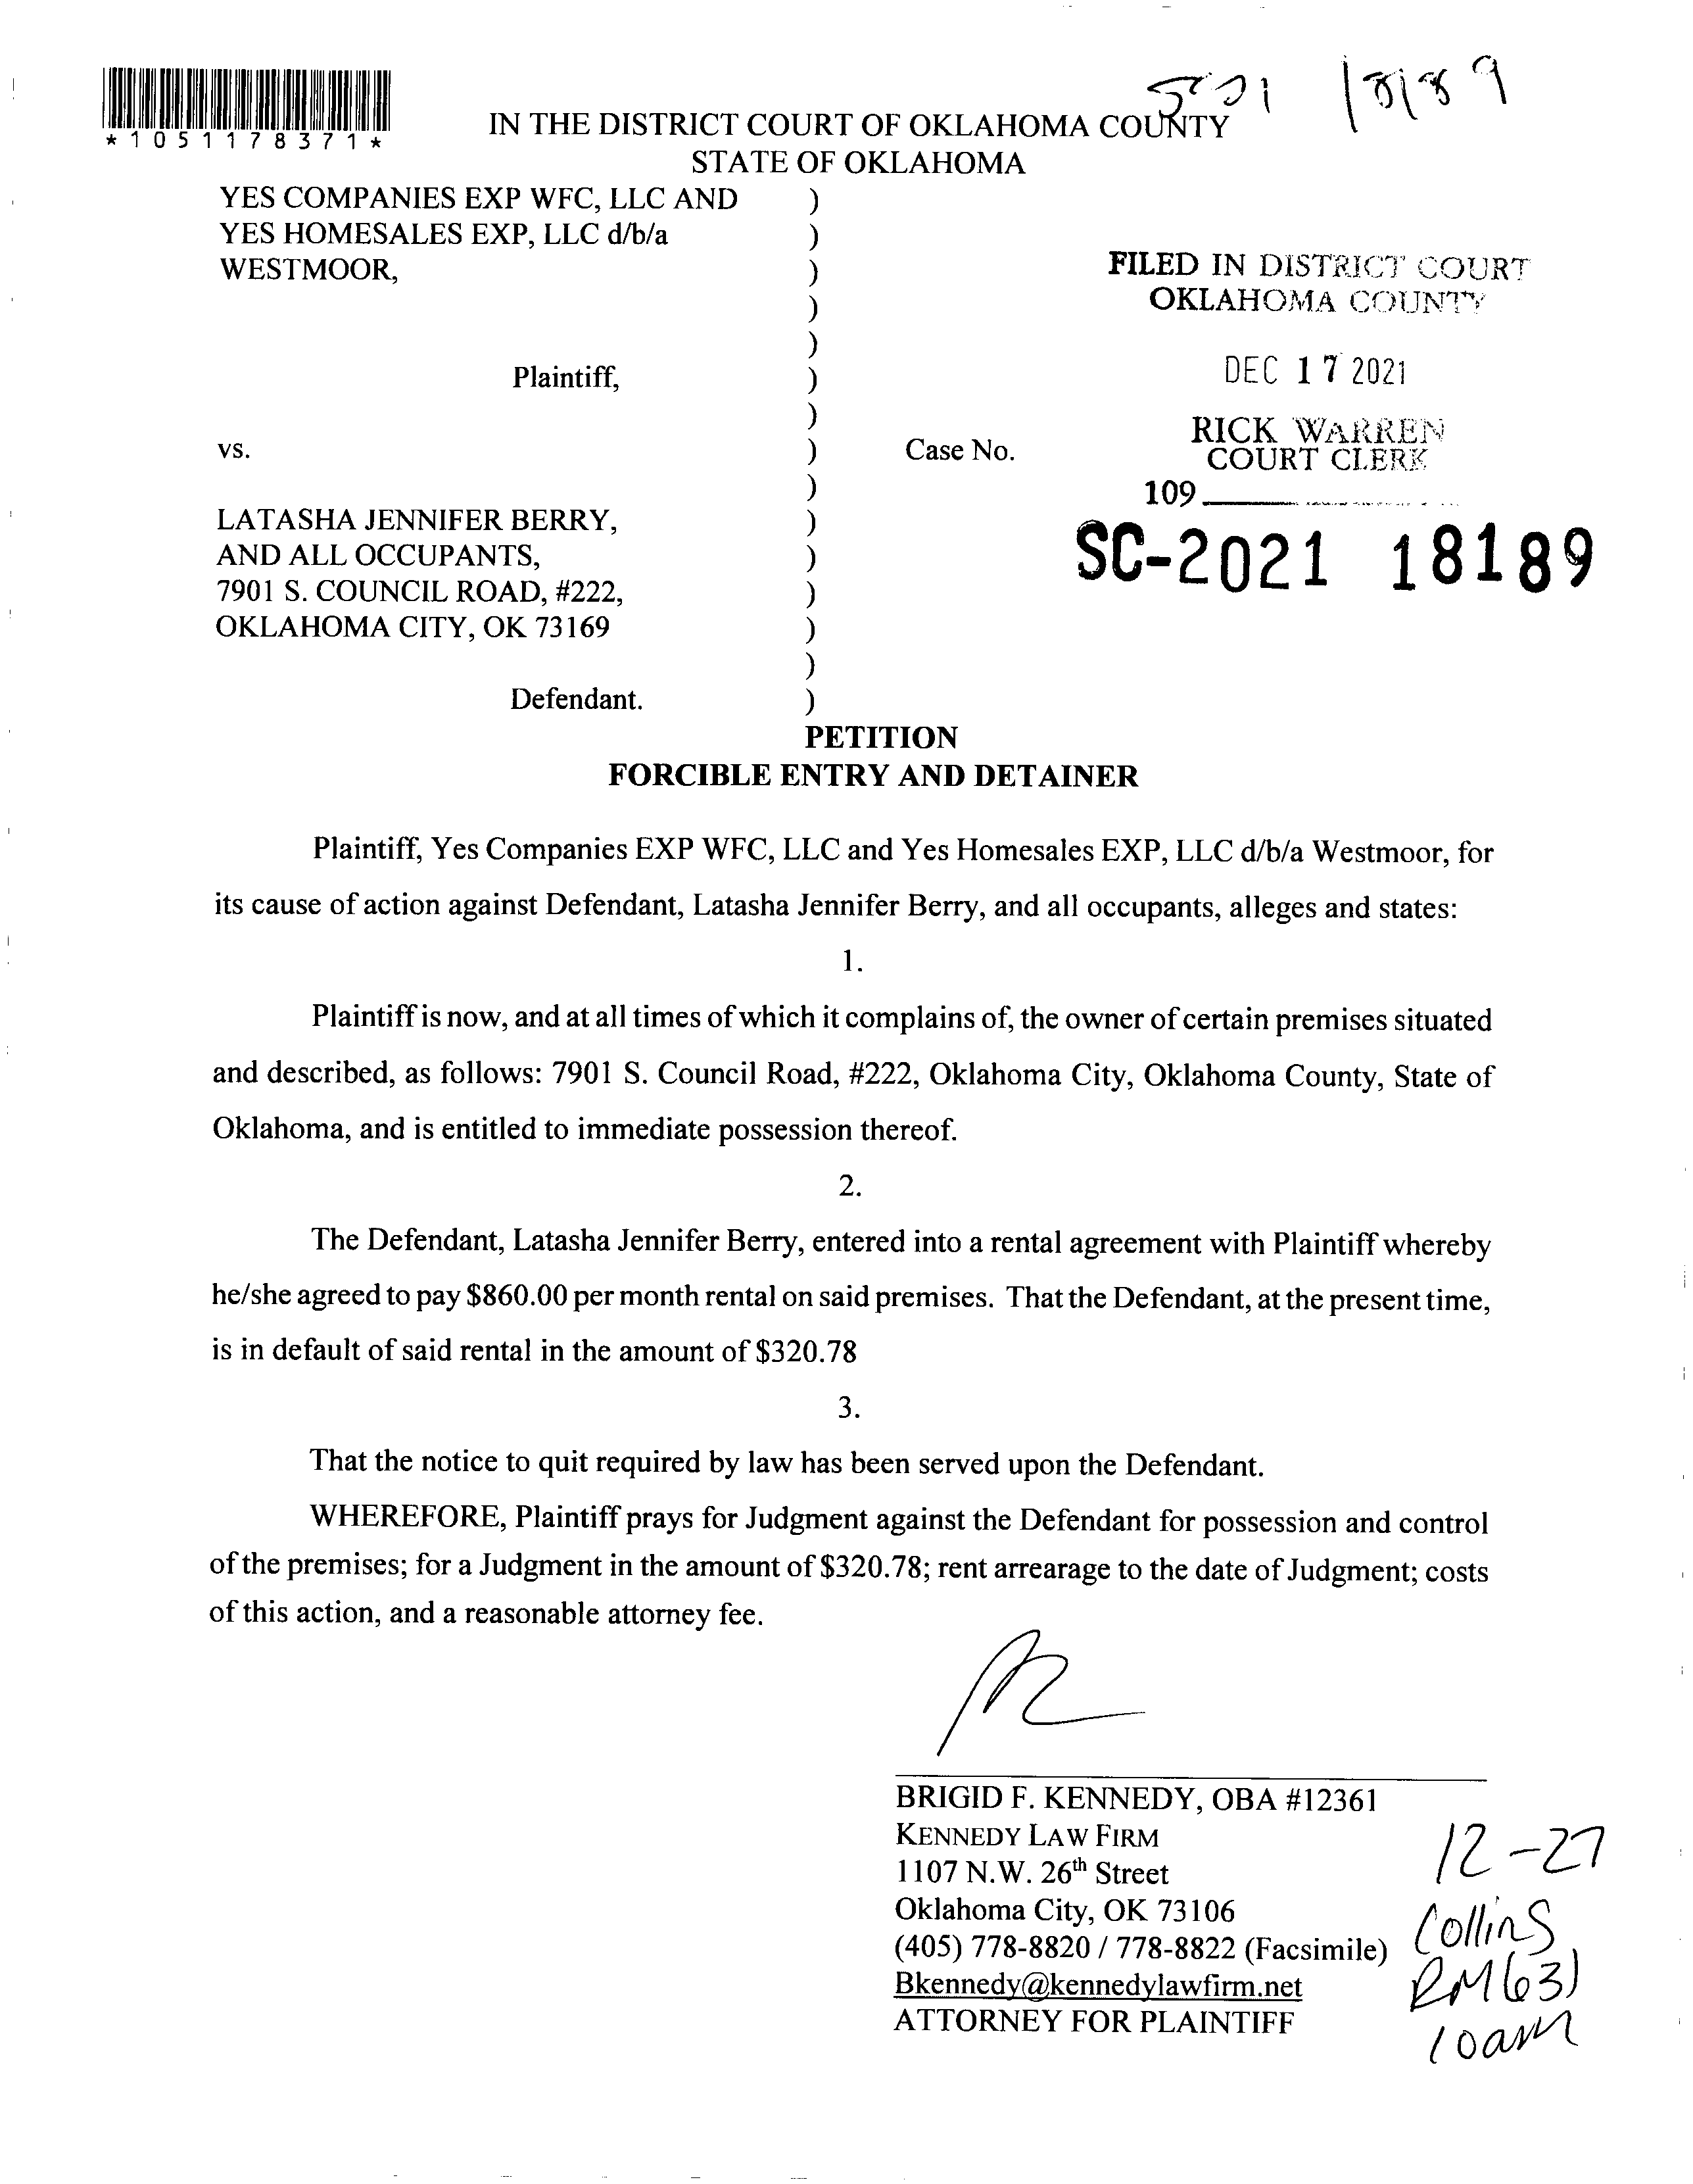 5021 18189
*1051178371*
IN THE DISTRICT COURT OF OKLAHOMA COUNTY
STATE OF OKLAHOMA
YES COMPANIES EXP WFC, LLC AND )
YES HOMESALES EXP, LLC d/b/a )
WESTMOOR, )
FILED IN DISTRICT COURT
OKLAHOMA COUNTY
)
)
Plaintiff, )
DEC 17 2021
)
RICK WARREN
COURT CLERK
vs. ) Case No.
)
109
LATASHA JENNIFER BERRY, )
AND ALL OCCUPANTS, )
SC-2021 18189
7901 S. COUNCIL ROAD, #222, )
OKLAHOMA CITY, OK 73169 )
)
Defendant. )
PETITION
FORCIBLE ENTRY AND DETAINER
Plaintiff, Yes Companies EXP WFC, LLC and Yes Homesales EXP, LLC d/b/a Westmoor, for
its cause of action against Defendant, Latasha Jennifer Berry, and all occupants, alleges and states:
1.
Plaintiff is now, and at all times of which it complains of, the owner of certain premises situated
and described, as follows: 7901 S. Council Road, #222, Oklahoma City, Oklahoma County, State of
Oklahoma, and is entitled to immediate possession thereof.
2.
The Defendant, Latasha Jennifer Berry, entered into a rental agreement with Plaintiff whereby
he/she agreed to pay $860.00 per month rental on said premises. That the Defendant, at the present time,
is in default of said rental in the amount of $320.78
3.
That the notice to quit required by law has been served upon the Defendant.
WHEREFORE, Plaintiff prays for Judgment against the Defendant for possession and control
of the premises; for a Judgment in the amount of $320.78; rent arrearage to the date of Judgment; costs
of this action, and a reasonable attorney fee.
BRIGID F. KENNEDY, OBA #12361
KENNEDY LAW FIRM
1107 N.W. 26th Street
Oklahoma City, OK 73106
(405) 778-8820 / 778-8822 (Facsimile)
Bkennedy@kennedylawfirm.net
ATTORNEY FOR PLAINTIFF
12-27
Collins
RM 631
10am